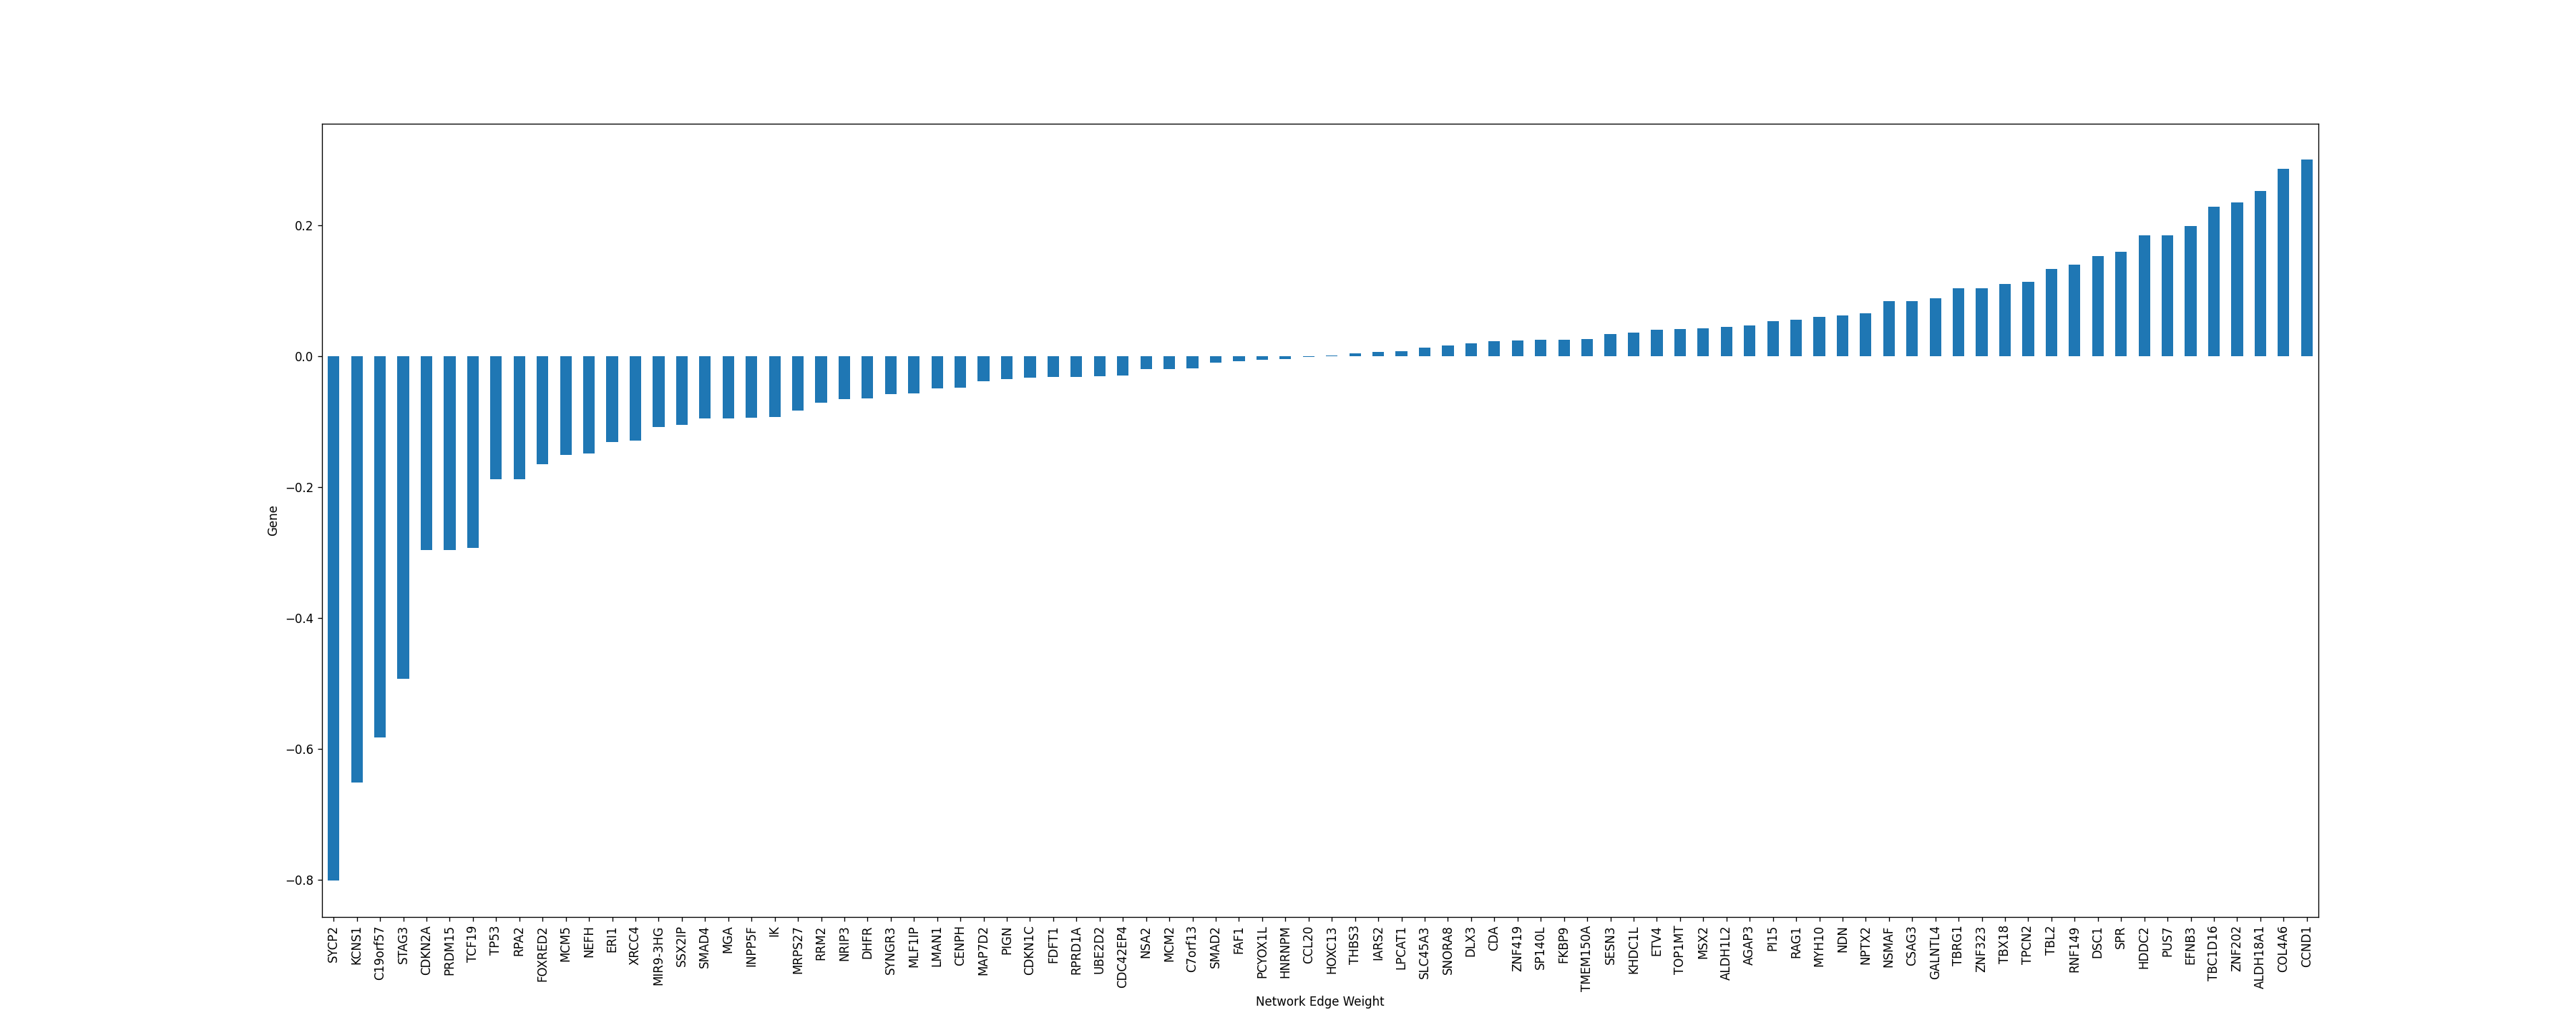 0.2
0.0
−0.2
−0.4
−0.6
−0.8
Gene
SYCP2
KCNS1
C19orf57
STAG3
CDKN2A
PRDM15
TCF19
TP53
RPA2
FOXRED2
MCM5
NEFH
ERI1
XRCC4
MIR9-3HG
SSX2IP
SMAD4
MGA
INPP5F
IK
MRPS27
RRM2
NRIP3
DHFR
SYNGR3
MLF1IP
LMAN1
CENPH
MAP7D2
PIGN
CDKN1C
FDFT1
RPRD1A
UBE2D2
CDC42EP4
NSA2
MCM2
C7orf13
SMAD2
FAF1
PCYOX1L
HNRNPM
CCL20
HOXC13
THBS3
IARS2
LPCAT1
SLC45A3
SNORA8
DLX3
CDA
ZNF419
SP140L
FKBP9
TMEM150A
SESN3
KHDC1L
ETV4
TOP1MT
MSX2
ALDH1L2
AGAP3
PI15
RAG1
MYH10
NDN
NPTX2
NSMAF
CSAG3
GALNTL4
TBRG1
ZNF323
TBX18
TPCN2
TBL2
RNF149
DSC1
SPR
HDDC2
PUS7
EFNB3
TBC1D16
ZNF202
ALDH18A1
COL4A6
CCND1
Network Edge Weight